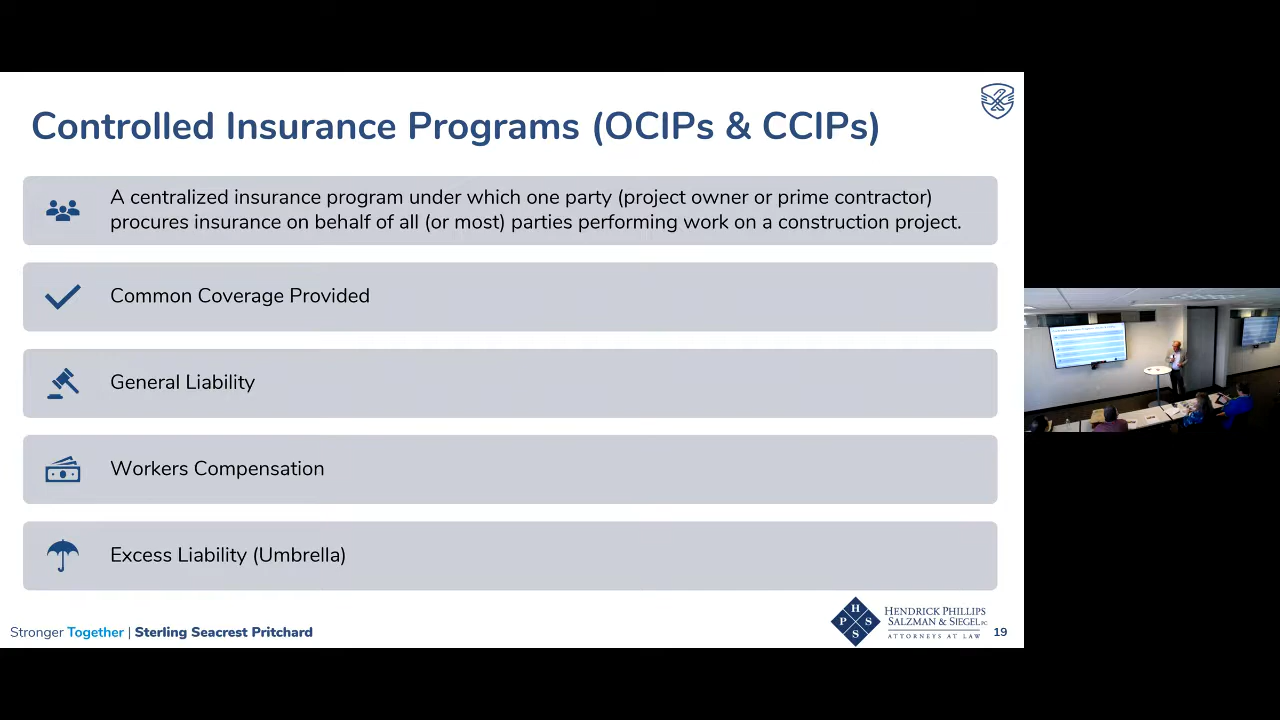 Controlled Insurance Programs (OCIPs & CCIPs)
A centralized insurance program under which one party (project owner or prime contractor)
procures insurance on behalf of all (or most) parties performing work on a construction project.
Common Coverage Provided
General Liability
Workers Compensation
Excess Liability (Umbrella)
Stronger Together | Sterling Seacrest Pritchard
H
P S
S
HENDRICK PHILLIPS
SALZMAN & SIEGEL PC
ATTORNEYS AT LAW
19